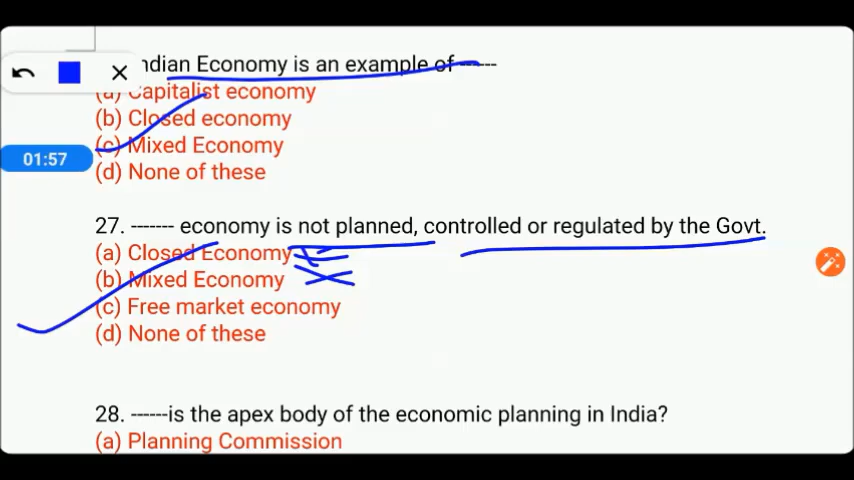 ndian Economy is an example of ------
(a) Capitalist economy
(b) Closed economy
(c) Mixed Economy
01:57
(d) None of these
27. ------- economy is not planned, controlled or regulated by the Govt.
(a) Closed Economy
(b) Mixed Economy
(c) Free market economy
(d) None of these
28. ------is the apex body of the economic planning in India?
(a) Planning Commission